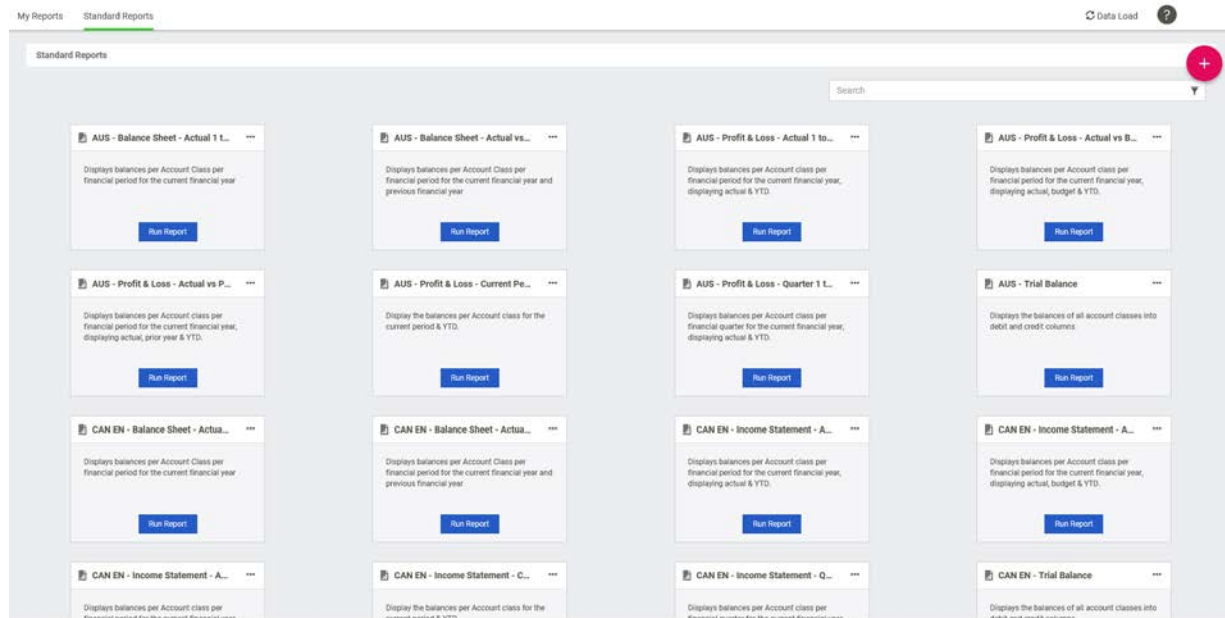 My Reports Standard Reports Data Load ?
Standard Reports
+
Search
AUS - Balance Sheet - Actual 1 t...
Displays balances per Account Class per
financial period for the current financial year
Run Report
AUS - Balance Sheet - Actual vs...
Displays balances per Account Class per
financial period for the current financial year and
previous financial year
Run Report
AUS - Profit & Loss - Actual 1 to...
Displays balances per Account class per
financial period for the current financial year,
displaying actual & YTD.
Run Report
AUS - Profit & Loss - Actual vs B...
Displays balances per Account class per
financial period for the current financial year,
displaying actual, budget & YTD.
Run Report
AUS - Profit & Loss - Actual vs P...
Displays balances per Account class per
financial period for the current financial year,
displaying actual, prior year & YTD.
Run Report
AUS - Profit & Loss - Current Pe...
Display the balances per Account class for the
current period & YTD.
Run Report
AUS - Profit & Loss - Quarter 1 t...
Displays balances per Account class per
financial quarter for the current financial year,
displaying actual & YTD.
Run Report
AUS - Trial Balance
Displays the balances of all account classes into
debit and credit columns
Run Report
CAN EN - Balance Sheet - Actua...
Displays balances per Account Class per
financial period for the current financial year
Run Report
CAN EN - Balance Sheet - Actua...
Displays balances per Account Class per
financial period for the current financial year and
previous financial year
Run Report
CAN EN - Income Statement - A...
Displays balances per Account class per
financial period for the current financial year,
displaying actual & YTD.
Run Report
CAN EN - Income Statement - A...
Displays balances per Account class per
financial period for the current financial year,
displaying actual, budget & YTD.
Run Report
CAN EN - Income Statement - A...
Displays balances per Account class per
CAN EN - Income Statement - C...
Display the balances per Account class for the
CAN EN - Income Statement - Q...
Displays balances per Account class per
CAN EN - Trial Balance
Displays the balances of all account classes into